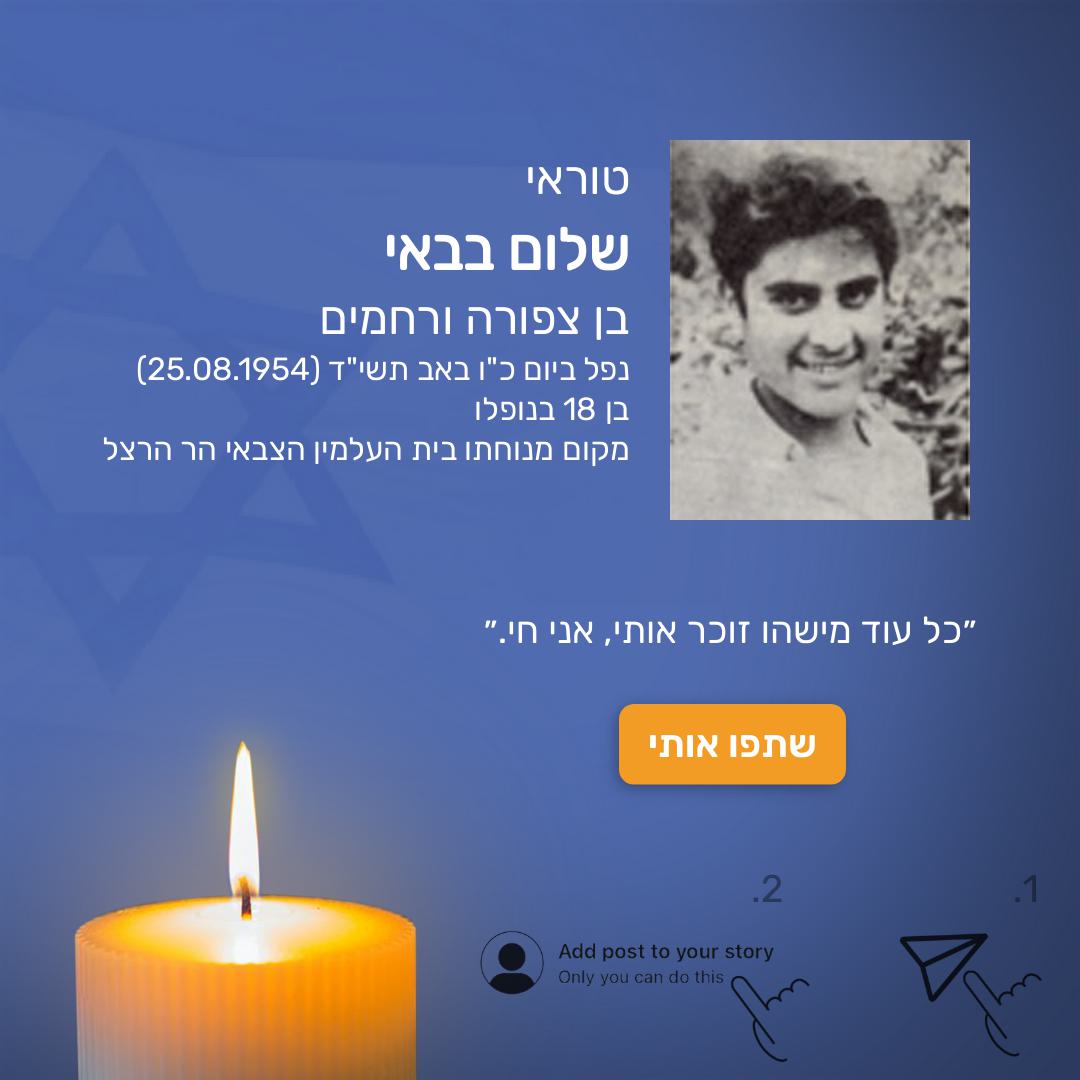 טוראי
שלום בבאי
בן צפורה ורחמים
נפל ביום כ"ו באב תשי"ד (25.08.1954)
בן 18 בנופלו
מקום מנוחתו בית העלמין הצבאי הר הרצל
״כל עוד מישהו זוכר אותי, אני חי.״
שתפו אותי
.1
.2
Add post to your story
Only you can do this